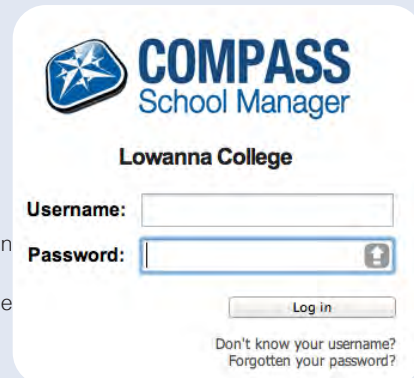 COMPASS
School Manager
Lowanna College
Username:
n
Password:
e
Log in
Don't know your username?
Forgotten your password?